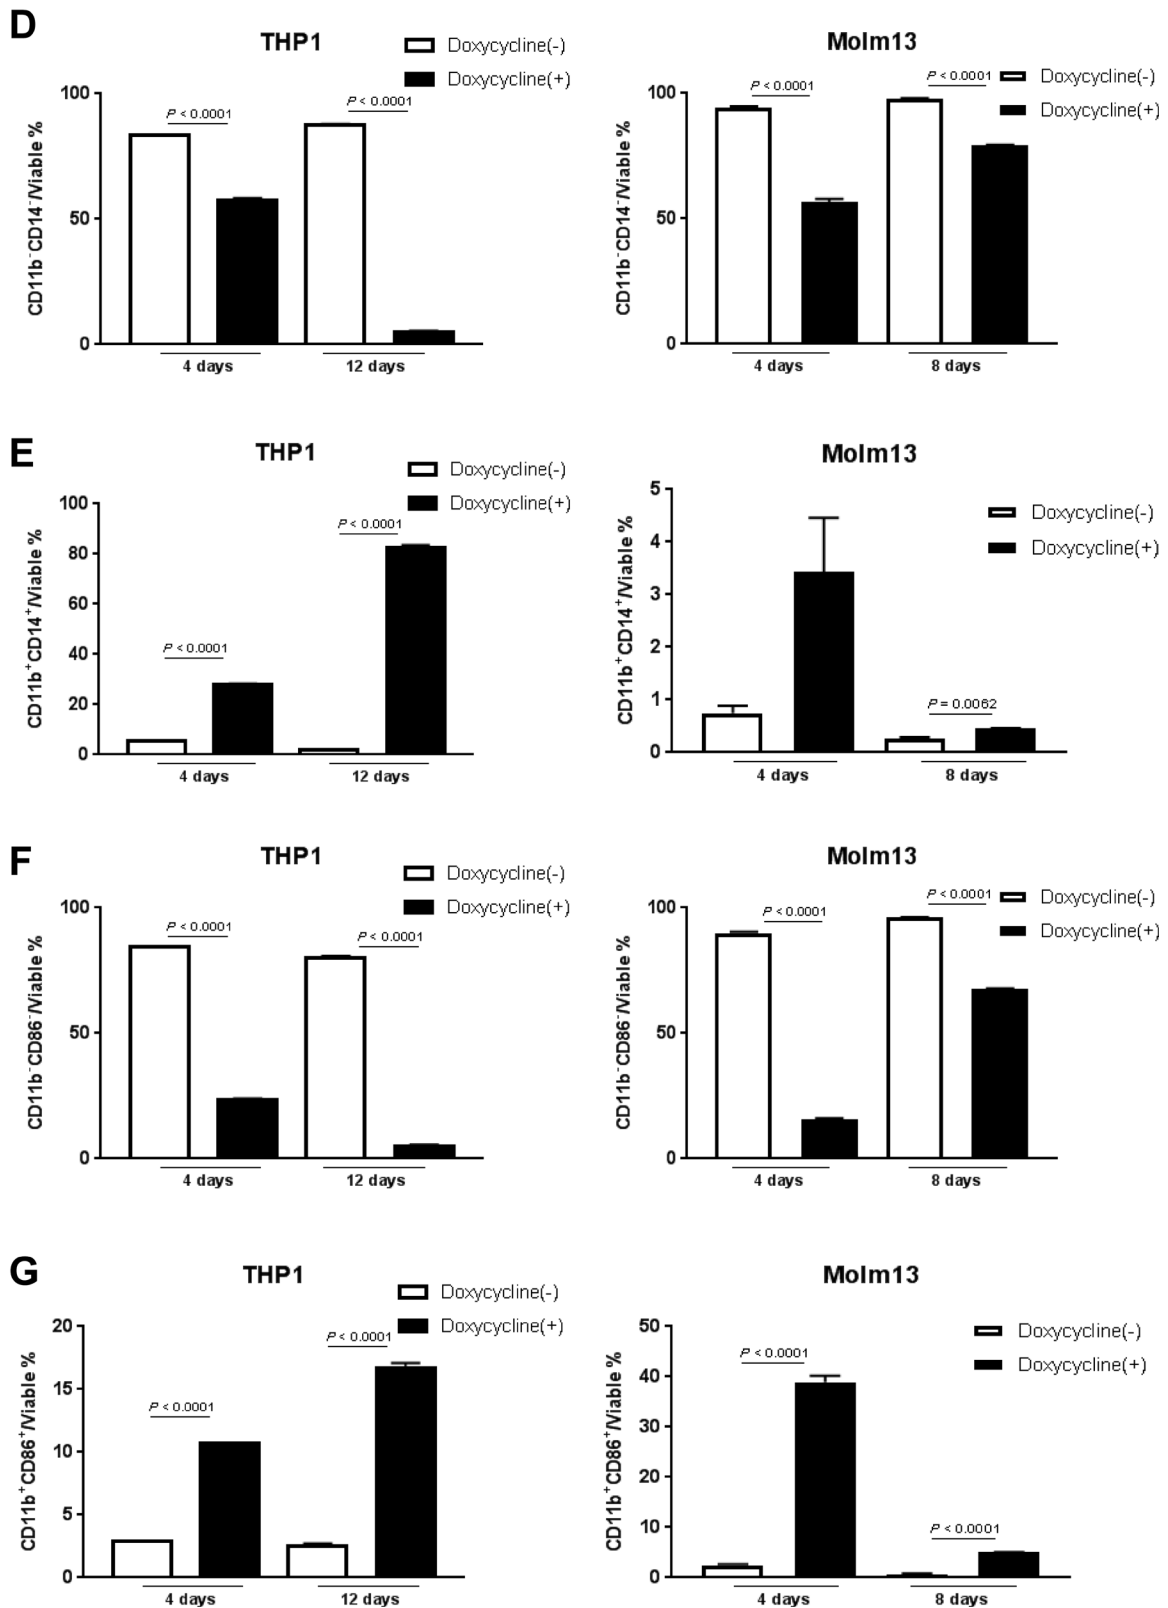 D
THP1
Doxycycline(-)
Doxycycline(+)
CD11b⁻CD14⁻/Viable %
100
50
0
P < 0.0001
P < 0.0001
4 days
12 days
Molm13
Doxycycline(-)
Doxycycline(+)
CD11b⁻CD14⁻/Viable %
100
50
0
P < 0.0001
P < 0.0001
4 days
8 days
E
THP1
Doxycycline(-)
Doxycycline(+)
CD11b⁺CD14⁺/Viable %
100
80
60
40
20
0
P < 0.0001
P < 0.0001
4 days
12 days
Molm13
Doxycycline(-)
Doxycycline(+)
CD11b⁺CD14⁺/Viable %
5
4
3
2
1
0
P = 0.0062
4 days
8 days
F
THP1
Doxycycline(-)
Doxycycline(+)
CD11b⁻CD86⁻/Viable %
100
50
0
P < 0.0001
P < 0.0001
4 days
12 days
Molm13
Doxycycline(-)
Doxycycline(+)
CD11b⁻CD86⁻/Viable %
100
50
0
P < 0.0001
P < 0.0001
4 days
8 days
G
THP1
Doxycycline(-)
Doxycycline(+)
CD11b⁺CD86⁺/Viable %
20
15
10
5
0
P < 0.0001
P < 0.0001
4 days
12 days
Molm13
Doxycycline(-)
Doxycycline(+)
CD11b⁺CD86⁺/Viable %
50
40
30
20
10
0
P < 0.0001
P < 0.0001
4 days
8 days